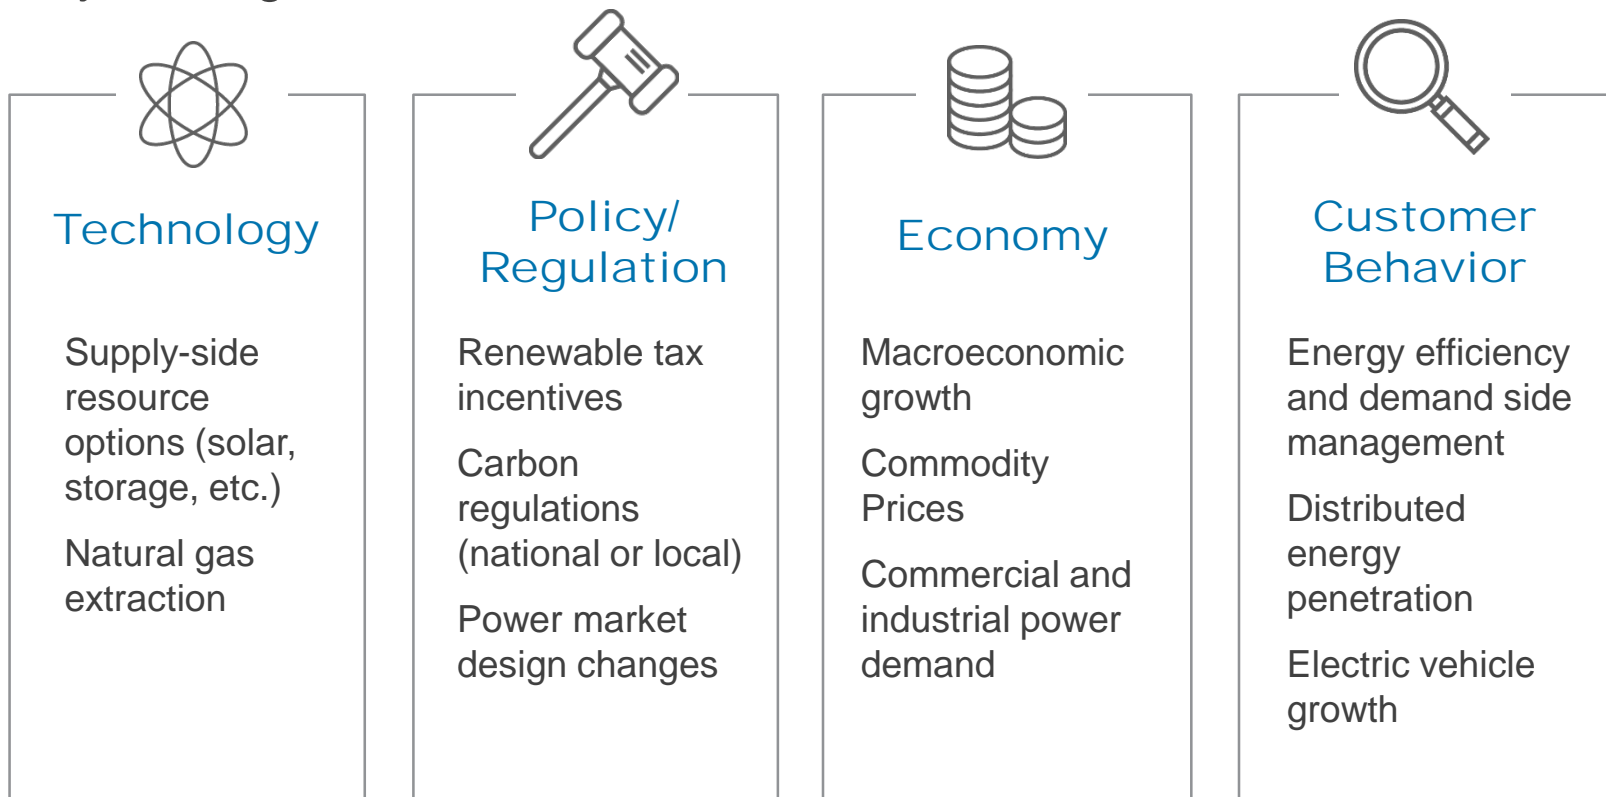 Technology
Supply-side
resource
options (solar,
storage, etc.)
Natural gas
extraction
Policy/
Regulation
Renewable tax
incentives
Carbon
regulations
(national or local)
Power market
design changes
Economy
Macroeconomic
growth
Commodity
Prices
Commercial and
industrial power
demand
Customer
Behavior
Energy efficiency
and demand side
management
Distributed
energy
penetration
Electric vehicle
growth